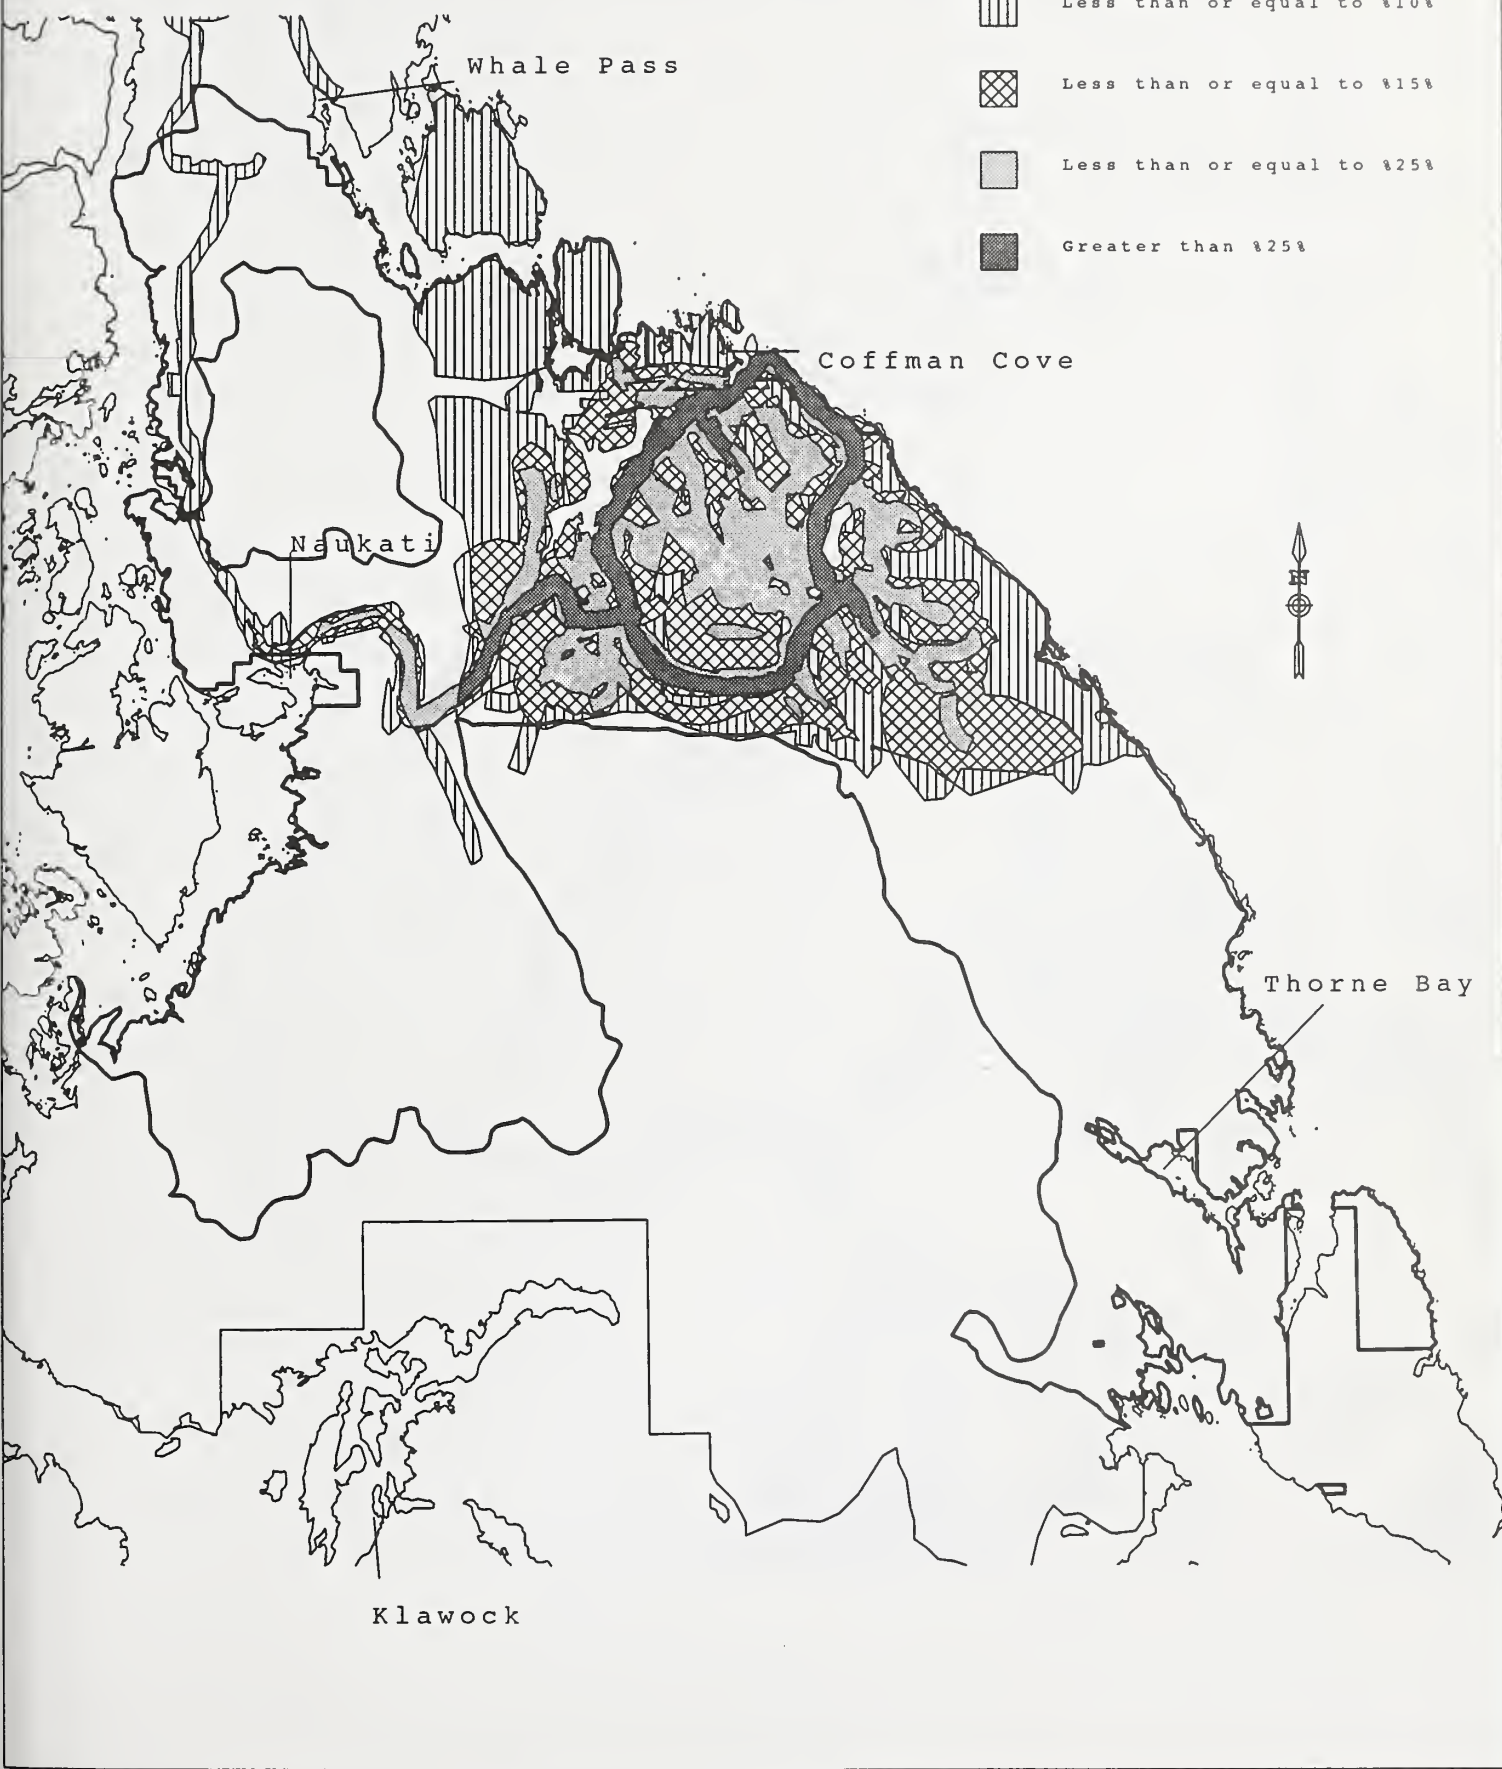 Less than or equal to %10%
Whale Pass
Less than or equal to %15%
Less than or equal to %25%
Greater than %25%
Coffman Cove
Naukati
N
Thorne Bay
Klawock